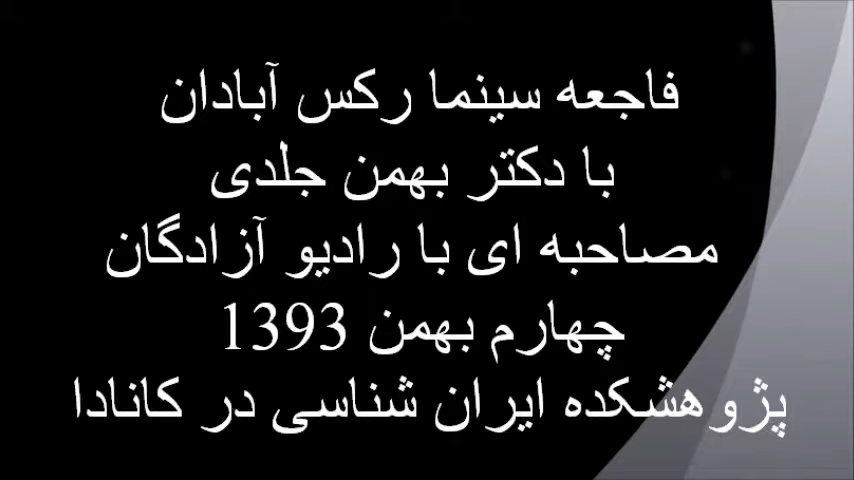 فاجعه سینما رکس آبادان
با دکتر بهمن جلدی
مصاحبه ای با رادیو آزادگان
چهارم بهمن 1393
پژوهشکده ایران شناسی در کانادا